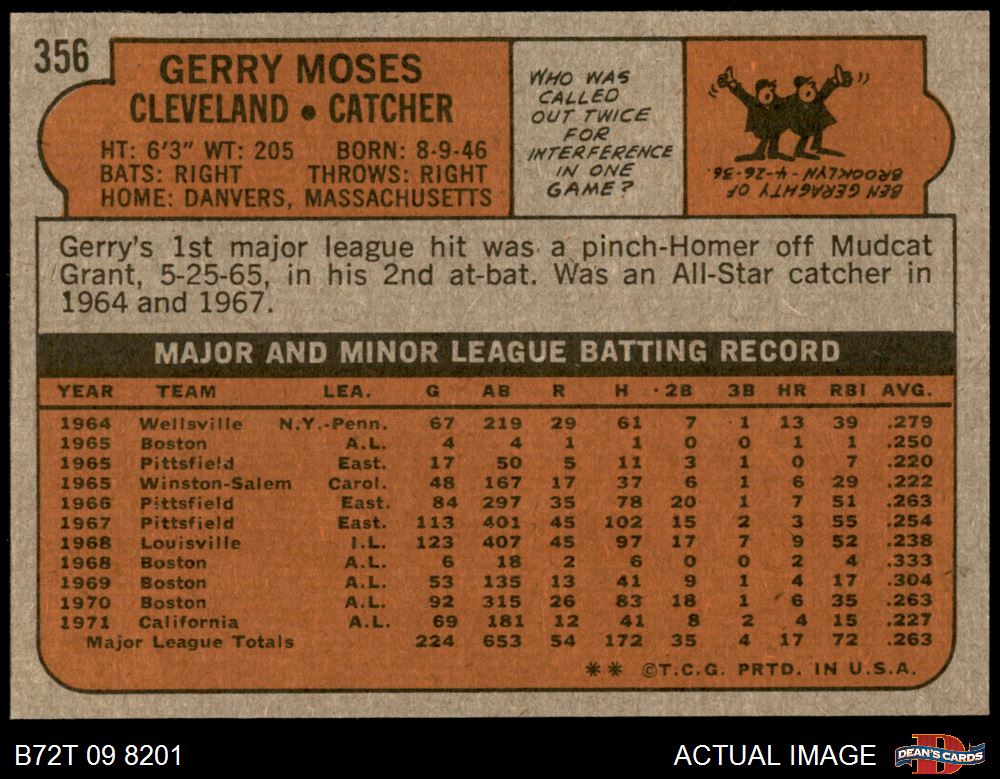 356
GERRY MOSES
CLEVELAND • CATCHER
HT: 6'3" WT: 205 BORN: 8-9-46
BATS: RIGHT THROWS: RIGHT
HOME: DANVERS, MASSACHUSETTS
WHO WAS
CALLED
OUT TWICE
FOR
INTERFERENCE
IN ONE
GAME?
BEN GERAGHTY OF
BROOKLYN -4-26-36.
Gerry's 1st major league hit was a pinch-Homer off Mudcat
Grant, 5-25-65, in his 2nd at-bat. Was an All-Star catcher in
1964 and 1967.
MAJOR AND MINOR LEAGUE BATTING RECORD
YEAR TEAM LEA. G AB R H 2B 3B HR RBI AVG.
1964 Wellsville N.Y.-Penn. 67 219 29 61 7 1 13 39 .279
1965 Boston A.L. 4 4 1 1 0 0 1 1 .250
1965 Pittsfield East. 17 50 5 11 3 1 0 7 .220
1965 Winston-Salem Carol. 48 167 17 37 6 1 6 29 .222
1966 Pittsfield East. 84 297 35 78 20 1 7 51 .263
1967 Pittsfield East. 113 401 45 102 15 2 3 55 .254
1968 Louisville I.L. 123 407 45 97 17 7 9 52 .238
1968 Boston A.L. 6 18 2 6 0 0 2 4 .333
1969 Boston A.L. 53 135 13 41 9 1 4 17 .304
1970 Boston A.L. 92 315 26 83 18 1 6 35 .263
1971 California A.L. 69 181 12 41 8 2 4 15 .227
Major League Totals 224 653 54 172 35 4 17 72 .263
** ©T.C.G. PRTD. IN U.S.A.
B72T 09 8201
ACTUAL IMAGE
D
DEAN'S CARDS